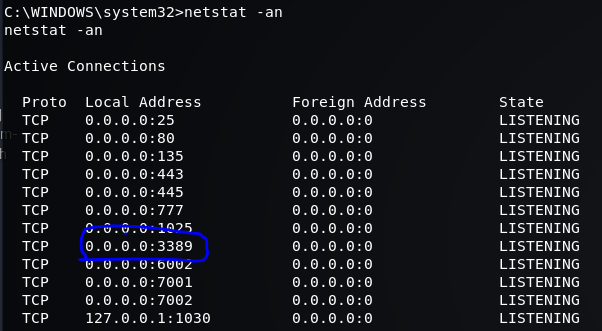 C:\WINDOWS\system32>netstat -an
netstat -an
Active Connections
Proto Local Address Foreign Address State
TCP 0.0.0.0:25 0.0.0.0:0 LISTENING
TCP 0.0.0.0:80 0.0.0.0:0 LISTENING
TCP 0.0.0.0:135 0.0.0.0:0 LISTENING
TCP 0.0.0.0:443 0.0.0.0:0 LISTENING
TCP 0.0.0.0:445 0.0.0.0:0 LISTENING
TCP 0.0.0.0:777 0.0.0.0:0 LISTENING
TCP 0.0.0.0:1025 0.0.0.0:0 LISTENING
TCP 0.0.0.0:3389 0.0.0.0:0 LISTENING
TCP 0.0.0.0:6002 0.0.0.0:0 LISTENING
TCP 0.0.0.0:7001 0.0.0.0:0 LISTENING
TCP 0.0.0.0:7002 0.0.0.0:0 LISTENING
TCP 127.0.0.1:1030 0.0.0.0:0 LISTENING